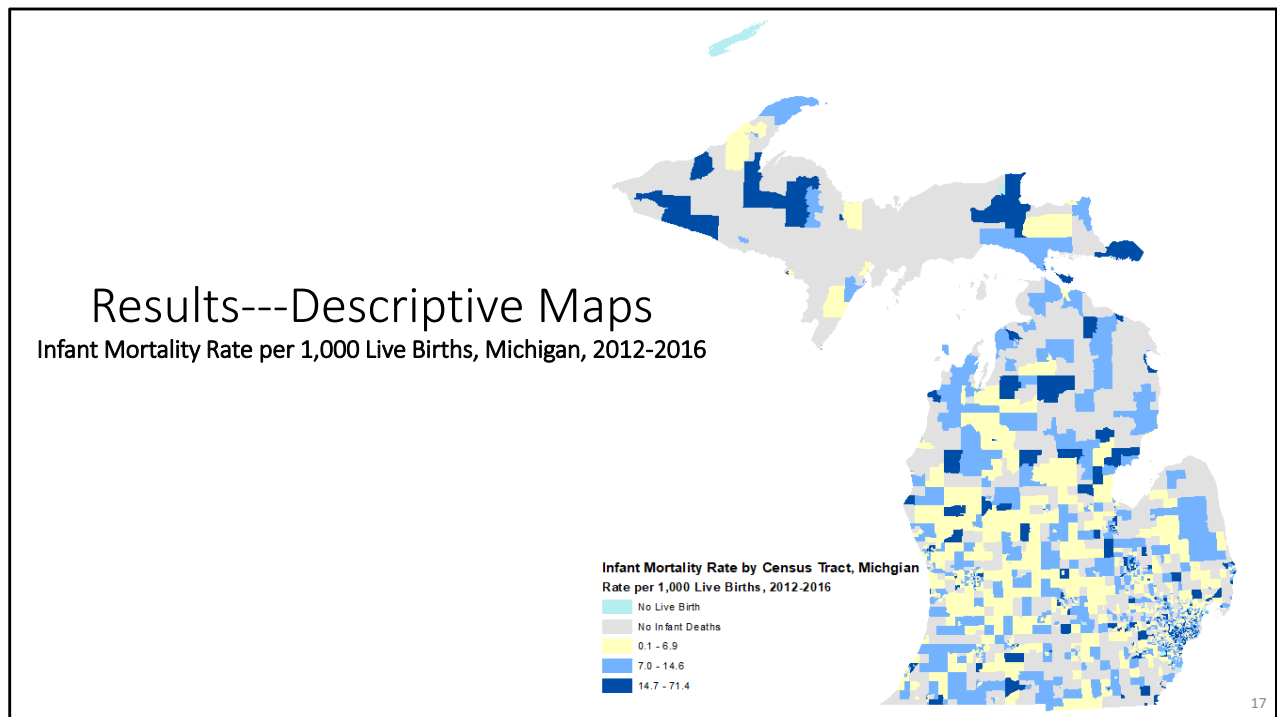 Results---Descriptive Maps
Infant Mortality Rate per 1,000 Live Births, Michigan, 2012-2016
Infant Mortality Rate by Census Tract, Michgian
Rate per 1,000 Live Births, 2012-2016
No Live Birth
No Infant Deaths
0.1 - 6.9
7.0 - 14.6
14.7 - 71.4
17